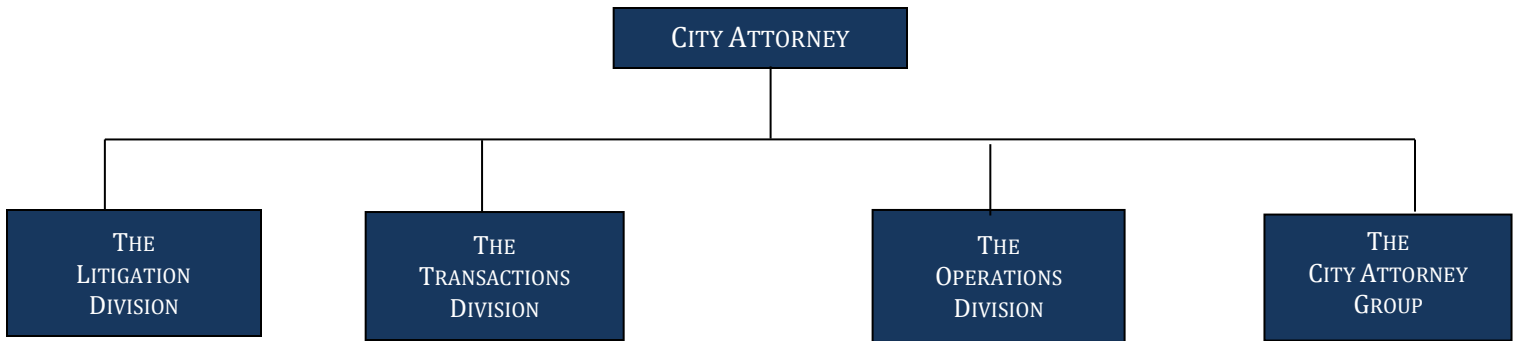 CITY ATTORNEY
THE
LITIGATION
DIVISION
THE
TRANSACTIONS
DIVISION
THE
OPERATIONS
DIVISION
THE
CITY ATTORNEY
GROUP